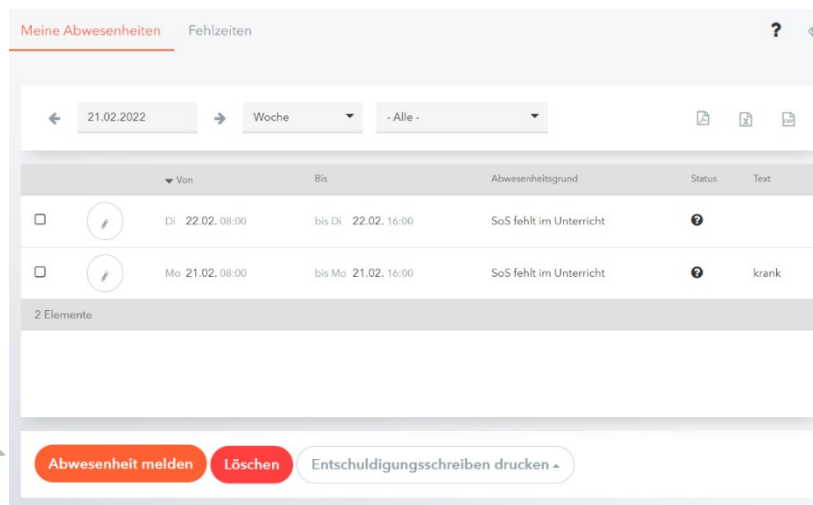 Meine Abwesenheiten Fehlzeiten ?
21.02.2022 Woche - Alle -
Von Bis Abwesenheitsgrund Status Text
Di 22.02. 08:00 bis Di 22.02. 16:00 SoS fehlt im Unterricht ?
Mo 21.02. 08:00 bis Mo 21.02. 16:00 SoS fehlt im Unterricht ? krank
2 Elemente
Abwesenheit melden Löschen Entschuldigungsschreiben drucken